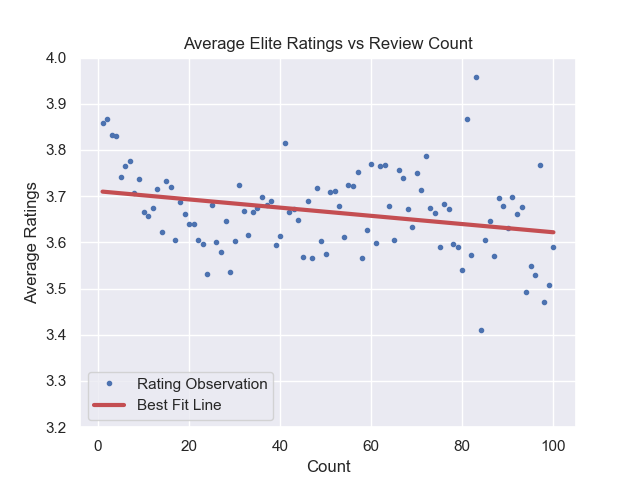 Average Elite Ratings vs Review Count
4.0
3.9
3.8
3.7
3.6
3.5
3.4
3.3
3.2
Average Ratings
Rating Observation
Best Fit Line
0 20 40 60 80 100
Count